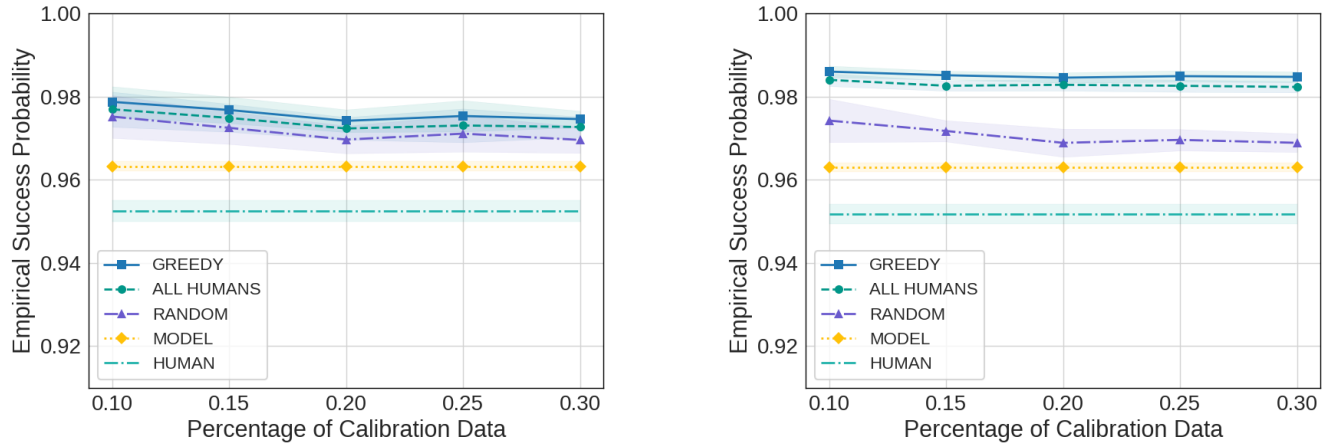 Empirical Success Probability
1.00
0.98
0.96
0.94
0.92
GREEDY
ALL HUMANS
RANDOM
MODEL
HUMAN
0.10 0.15 0.20 0.25 0.30
Percentage of Calibration Data
Empirical Success Probability
1.00
0.98
0.96
0.94
0.92
GREEDY
ALL HUMANS
RANDOM
MODEL
HUMAN
0.10 0.15 0.20 0.25 0.30
Percentage of Calibration Data